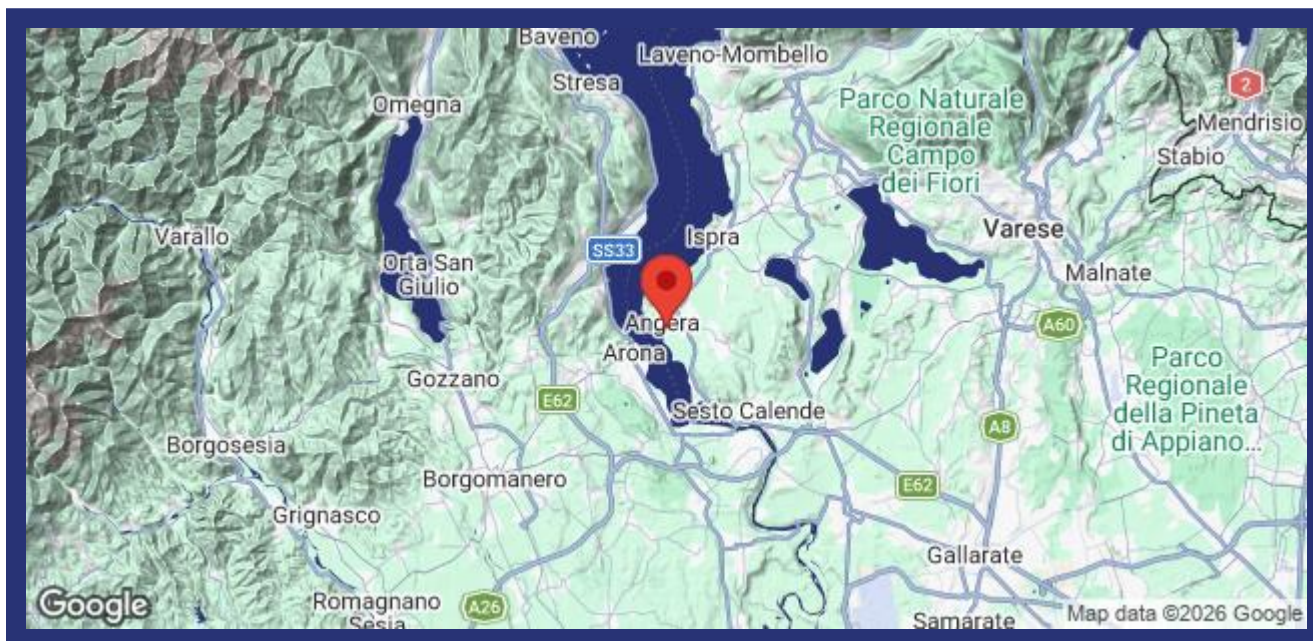 Baveno
Laveno-Mombello
Stresa
Omegna
Parco Naturale
Regionale
Campo
dei Fiori
2
Mendrisio
Stabio
Varallo
SS33
Ispra
Varese
Orta San
Giulio
Malnate
Angera
A60
Arona
Gozzano
E62
Parco
Regionale
della Pineta
di Appiano...
Sesto Calende
A8
Borgosesia
Borgomanero
E62
Grignasco
Gallarate
Romagnano
Sesia
A26
Samarate
Google
Map data ©2026 Google